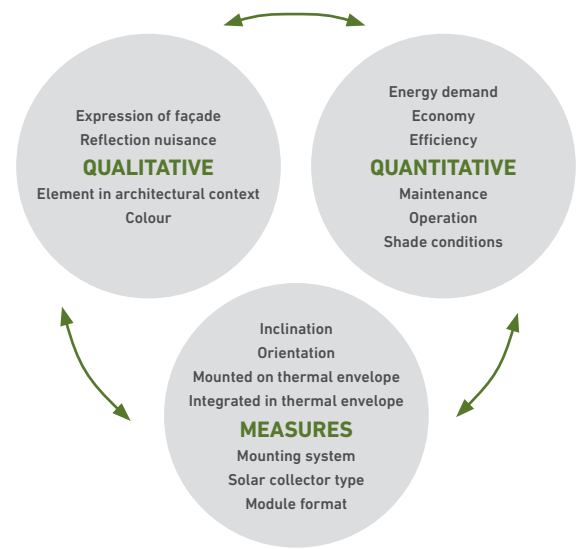 Expression of façade
Reflection nuisance
QUALITATIVE
Element in architectural context
Colour
Energy demand
Economy
Efficiency
QUANTITATIVE
Maintenance
Operation
Shade conditions
Inclination
Orientation
Mounted on thermal envelope
Integrated in thermal envelope
MEASURES
Mounting system
Solar collector type
Module format